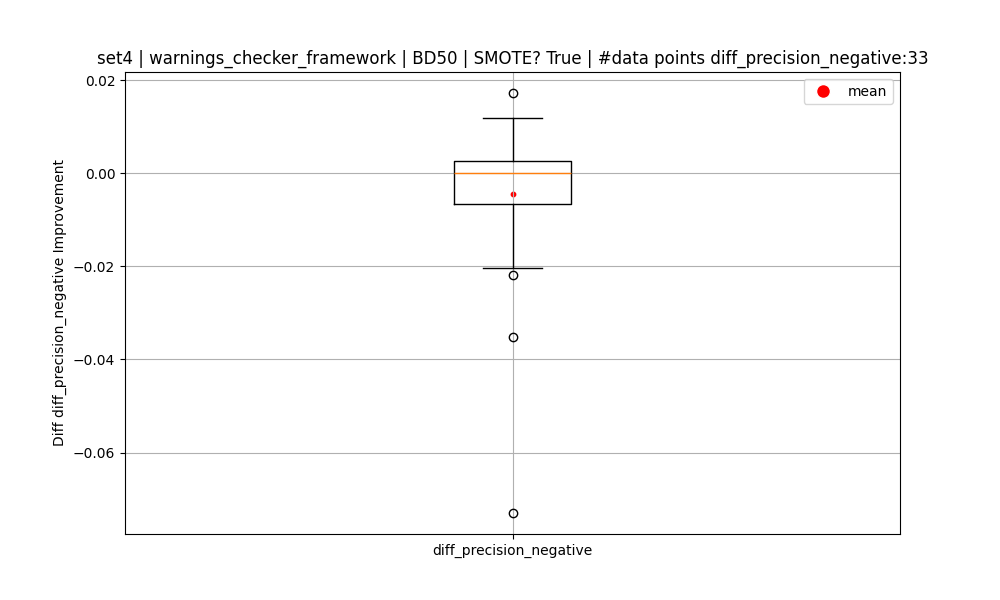 set4 | warnings_checker_framework | BD50 | SMOTE? True | #data points diff_precision_negative:33
mean
0.02
0.00
−0.02
−0.04
−0.06
Diff diff_precision_negative Improvement
diff_precision_negative